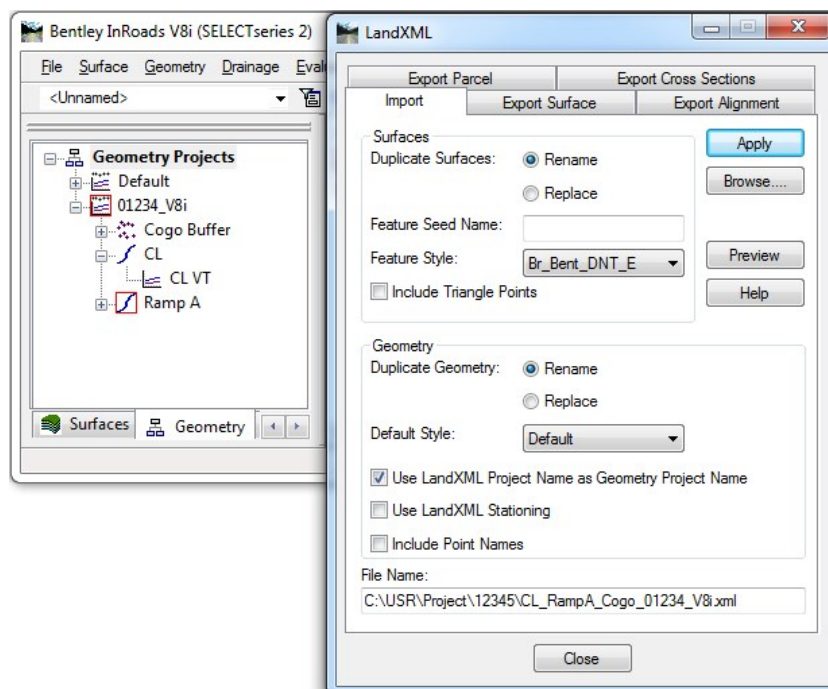 Bentley InRoads V8i (SELECTseries 2)
File Surface Geometry Drainage
<Unnamed>
Geometry Projects
Default
01234_V8i
Cogo Buffer
CL
CL VT
Ramp A
Surfaces Geometry
LandXML
Export Parcel Export Cross Sections
Import Export Surface Export Alignment
Surfaces
Duplicate Surfaces: Rename
Replace
Feature Seed Name:
Feature Style: Br_Bent_DNT_E
Include Triangle Points
Apply
Browse....
Preview
Help
Geometry
Duplicate Geometry: Rename
Replace
Default Style: Default
Use LandXML Project Name as Geometry Project Name
Use LandXML Stationing
Include Point Names
File Name:
C:\USR\Project\12345\CL_RampA_Cogo_01234_V8i.xml
Close